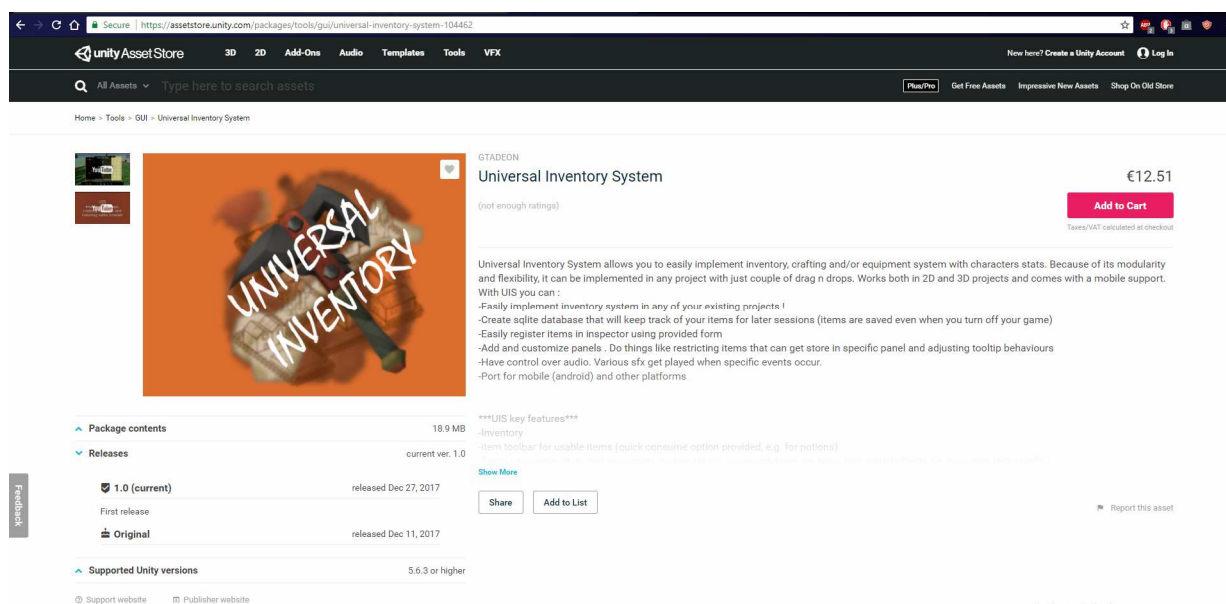 Secure | https://assetstore.unity.com/packages/tools/gui/universal-inventory-system-104462
unity Asset Store 3D 2D Add-Ons Audio Templates Tools VFX New here? Create a Unity Account Log In
All Assets Type here to search assets Plus/Pro Get Free Assets Impressive New Assets Shop On Old Store
Home > Tools > GUI > Universal Inventory System
YouTube
YouTube
UNIVERSAL
INVENTORY
GTADEON
Universal Inventory System €12.51
(not enough ratings) Add to Cart
Taxes/VAT calculated at checkout
Universal Inventory System allows you to easily implement inventory, crafting and/or equipment system with characters stats. Because of its modularity
and flexibility, it can be implemented in any project with just couple of drag n drops. Works both in 2D and 3D projects and comes with a mobile support.
With UIS you can :
-Easily implement inventory system in any of your existing projects !
-Create sqlite database that will keep track of your items for later sessions (items are saved even when you turn off your game)
-Easily register items in inspector using provided form
-Add and customize panels . Do things like restricting items that can get store in specific panel and adjusting tooltip behaviours
-Have control over audio. Various sfx get played when specific events occur.
-Port for mobile (android) and other platforms
***UIS key features***
-Inventory
-Item toolbar for usable items (quick consume option provided, e.g. for potions)
Show More
Share Add to List
Report this asset
Package contents 18.9 MB
Releases current ver. 1.0
1.0 (current) released Dec 27, 2017
First release
Original released Dec 11, 2017
Supported Unity versions 5.6.3 or higher
Support website Publisher website
Feedback